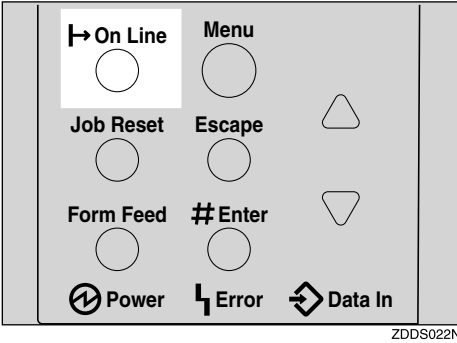 On Line Menu
Job Reset Escape
Form Feed # Enter
Power Error Data In
ZDDS022N